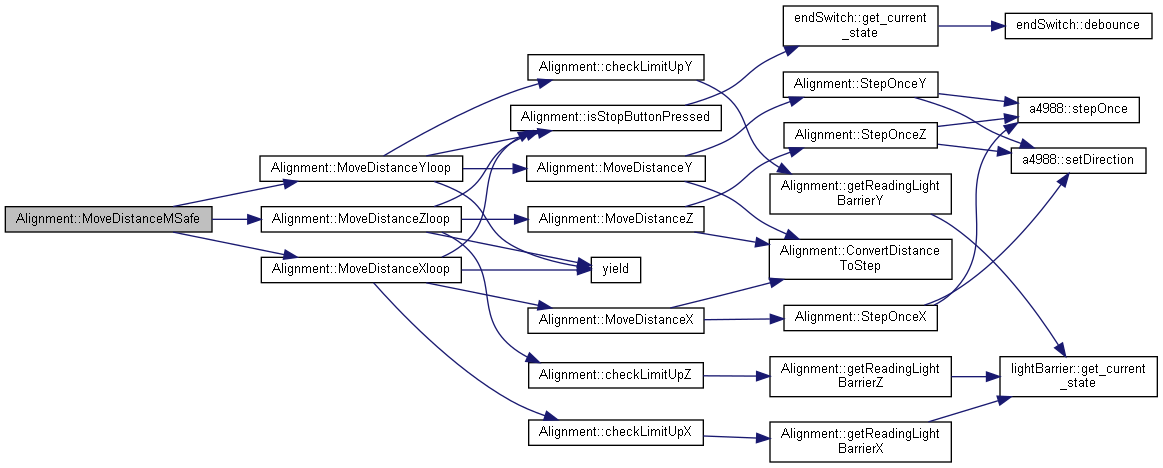 Alignment::MoveDistanceMSafe
Alignment::MoveDistanceYloop
Alignment::MoveDistanceZloop
Alignment::MoveDistanceXloop
Alignment::checkLimitUpY
Alignment::isStopButtonPressed
Alignment::MoveDistanceY
Alignment::MoveDistanceZ
yield
Alignment::MoveDistanceX
Alignment::checkLimitUpZ
Alignment::checkLimitUpX
endSwitch::get_current
_state
Alignment::StepOnceY
Alignment::StepOnceZ
Alignment::getReadingLight
BarrierY
Alignment::ConvertDistance
ToStep
Alignment::StepOnceX
Alignment::getReadingLight
BarrierZ
Alignment::getReadingLight
BarrierX
endSwitch::debounce
a4988::stepOnce
a4988::setDirection
lightBarrier::get_current
_state